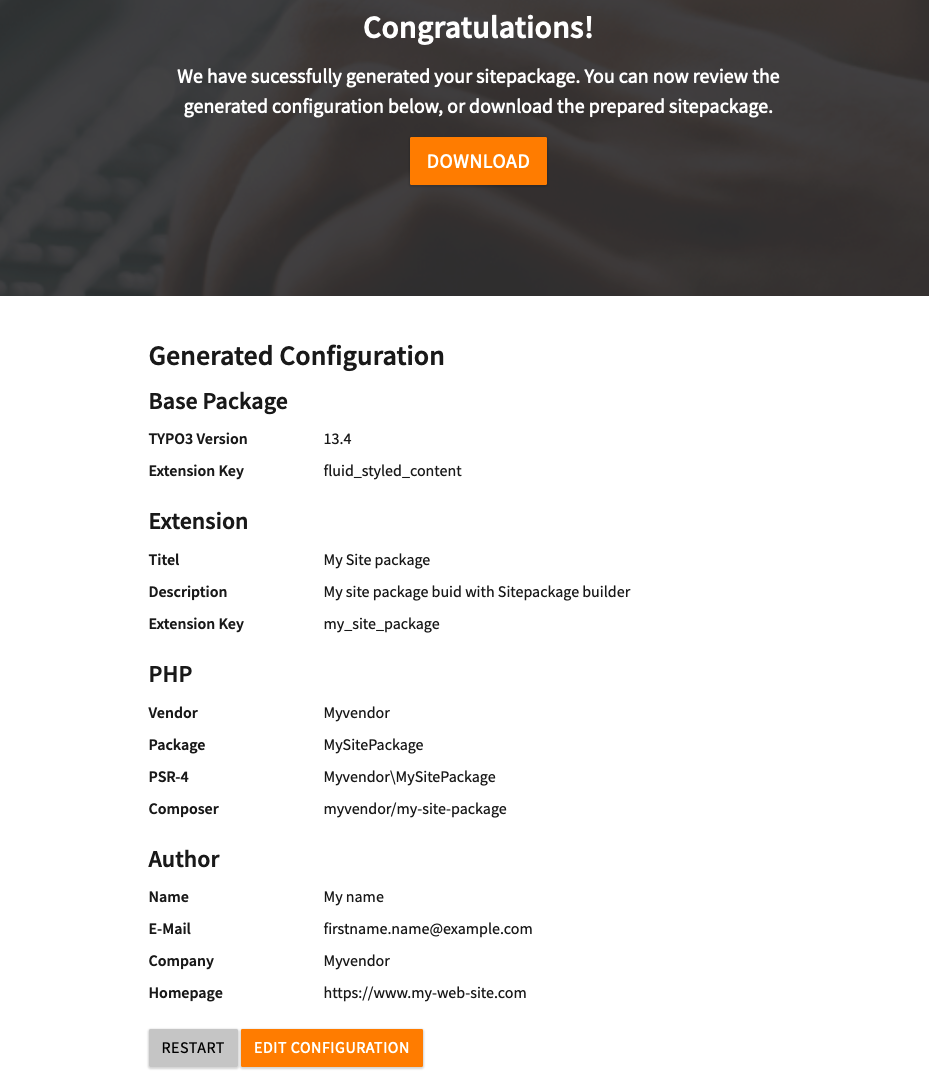 Congratulations!
We have sucessfully generated your sitepackage. You can now review the
generated configuration below, or download the prepared sitepackage.
DOWNLOAD
Generated Configuration
Base Package
TYPO3 Version 13.4
Extension Key fluid_styled_content
Extension
Titel My Site package
Description My site package buid with Sitepackage builder
Extension Key my_site_package
PHP
Vendor Myvendor
Package MySitePackage
PSR-4 Myvendor\MySitePackage
Composer myvendor/my-site-package
Author
Name My name
E-Mail firstname.name@example.com
Company Myvendor
Homepage https://www.my-web-site.com
RESTART EDIT CONFIGURATION